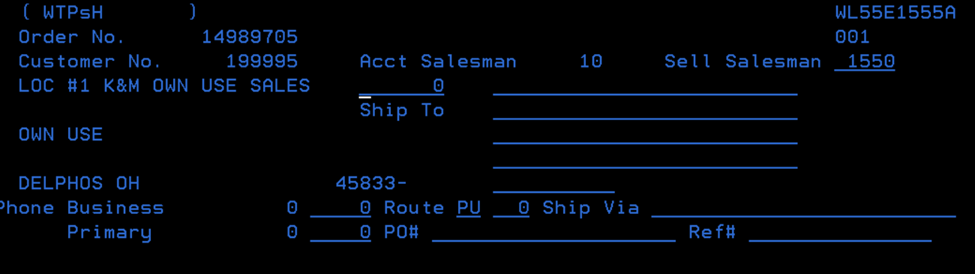 ( WTPsH ) WL55E1555A
Order No. 14989705 001
Customer No. 199995 Acct Salesman 10 Sell Salesman 1550
LOC #1 K&M OWN USE SALES 0
Ship To
OWN USE
DELPHOS OH 45833-
Phone Business 0 0 Route PU 0 Ship Via
Primary 0 0 PO# Ref#